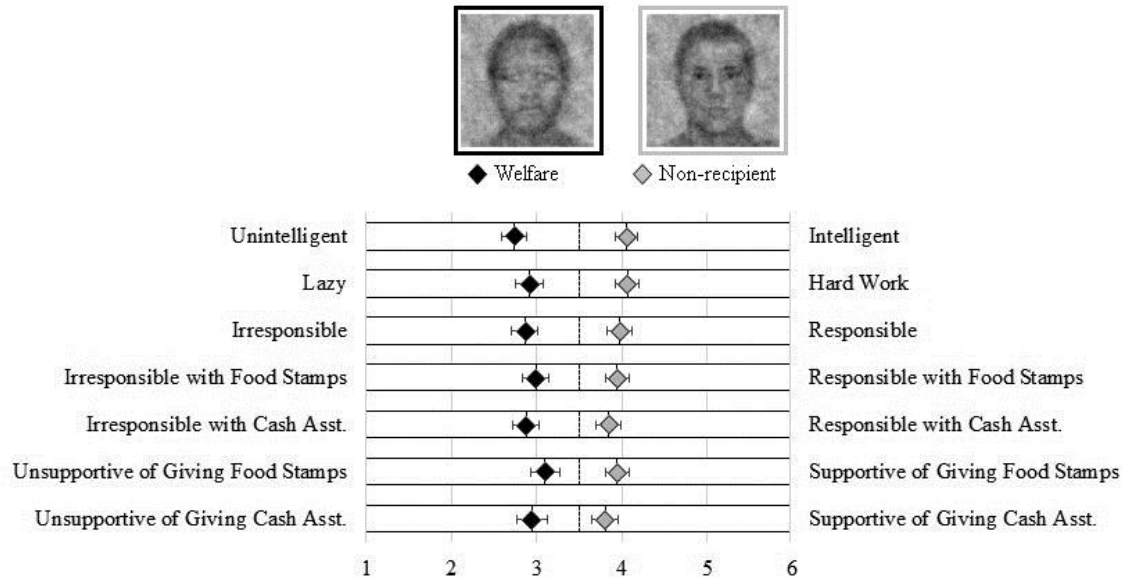 Welfare Non-recipient
Unintelligent Intelligent
Lazy Hard Work
Irresponsible Responsible
Irresponsible with Food Stamps Responsible with Food Stamps
Irresponsible with Cash Asst. Responsible with Cash Asst.
Unsupportive of Giving Food Stamps Supportive of Giving Food Stamps
Unsupportive of Giving Cash Asst. Supportive of Giving Cash Asst.
1 2 3 4 5 6